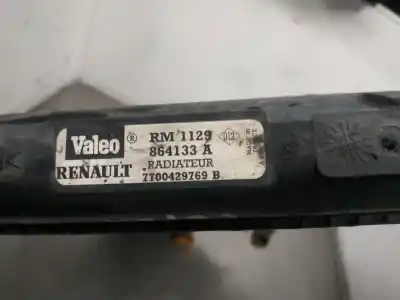 Valeo ® RM 1129
864133 A
RADIATEUR
RENAULT 7700429769 B